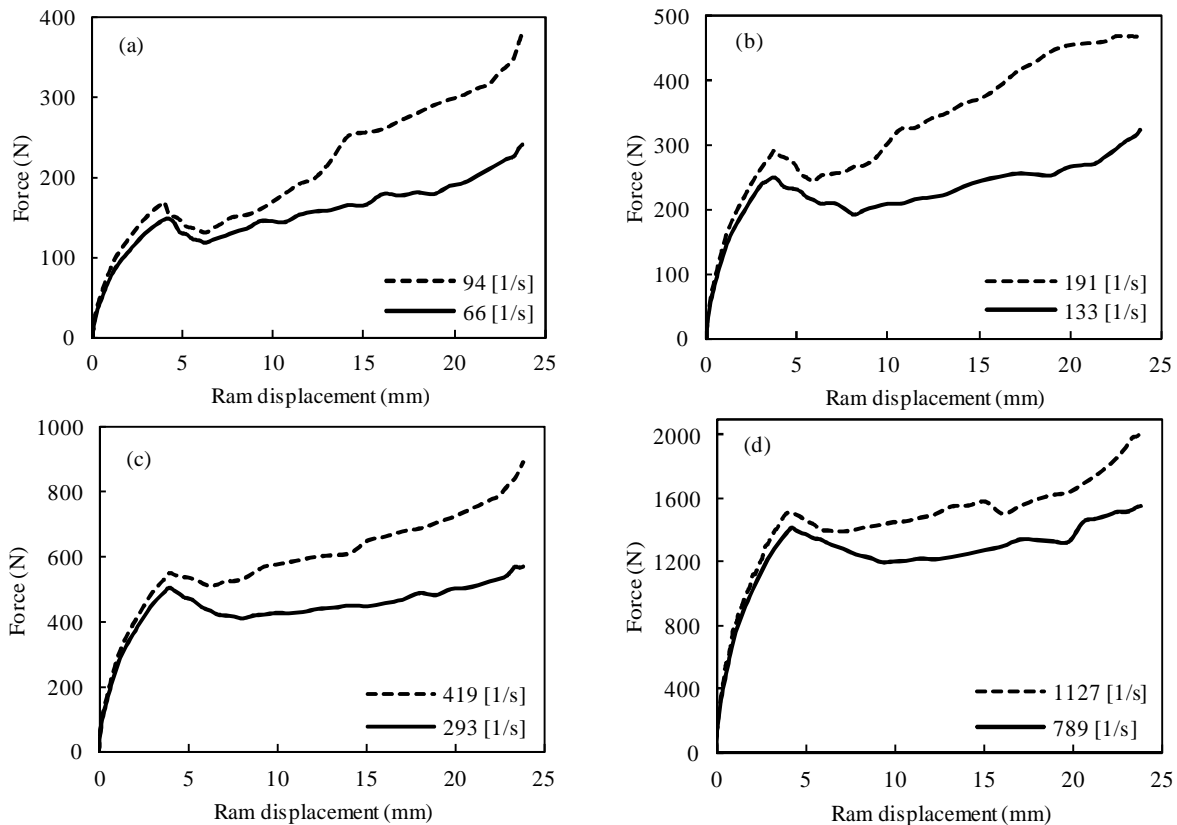 400
300
200
100
0
Force (N)
(a)
94 [1/s]
66 [1/s]
0 5 10 15 20 25
Ram displacement (mm)
500
400
300
200
100
0
Force (N)
(b)
191 [1/s]
133 [1/s]
0 5 10 15 20 25
Ram displacement (mm)
1000
800
600
400
200
0
Force (N)
(c)
419 [1/s]
293 [1/s]
0 5 10 15 20 25
Ram displacement (mm)
2000
1600
1200
800
400
0
Force (N)
(d)
1127 [1/s]
789 [1/s]
0 5 10 15 20 25
Ram displacement (mm)